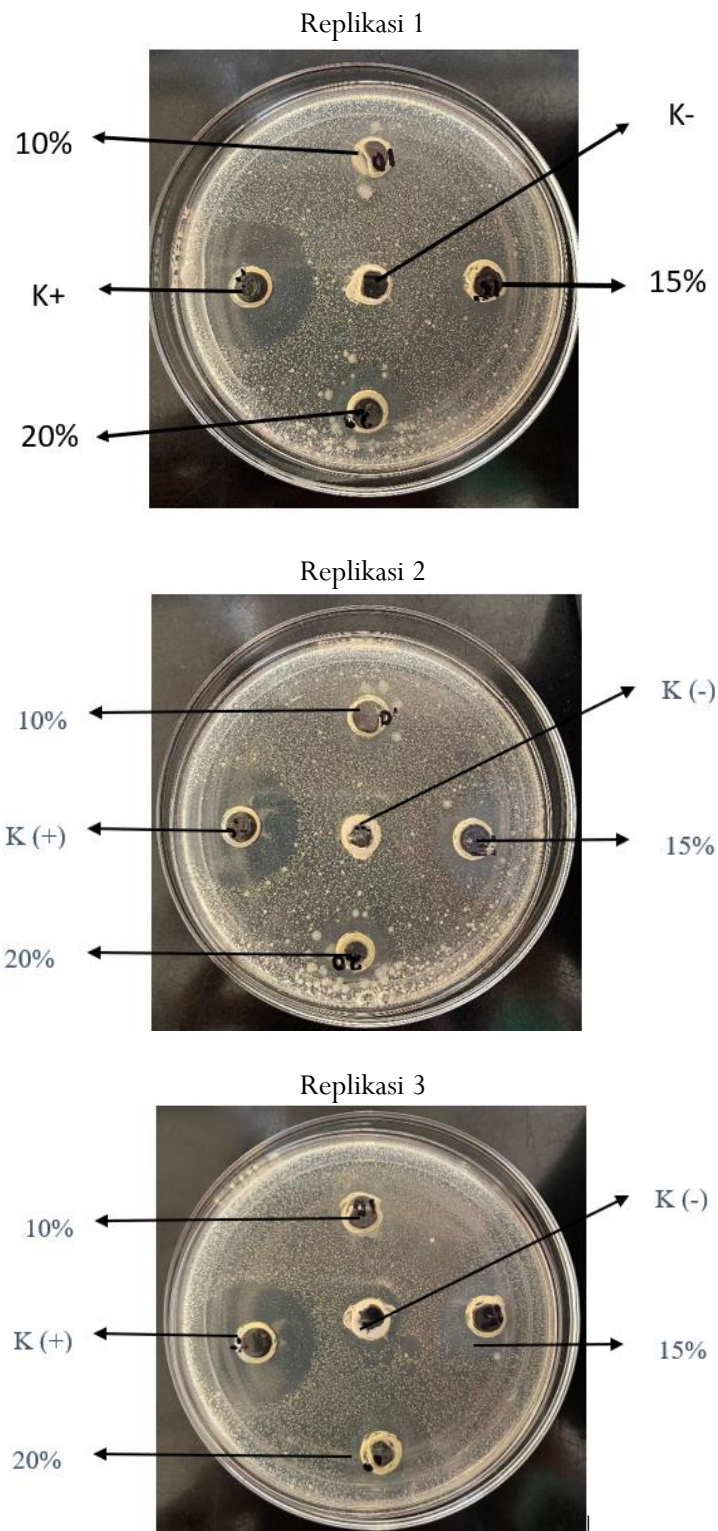 Replikasi 1
10%
K-
K+
15%
20%
Replikasi 2
10%
K (-)
K (+)
15%
20%
Replikasi 3
10%
K (-)
K (+)
15%
20%